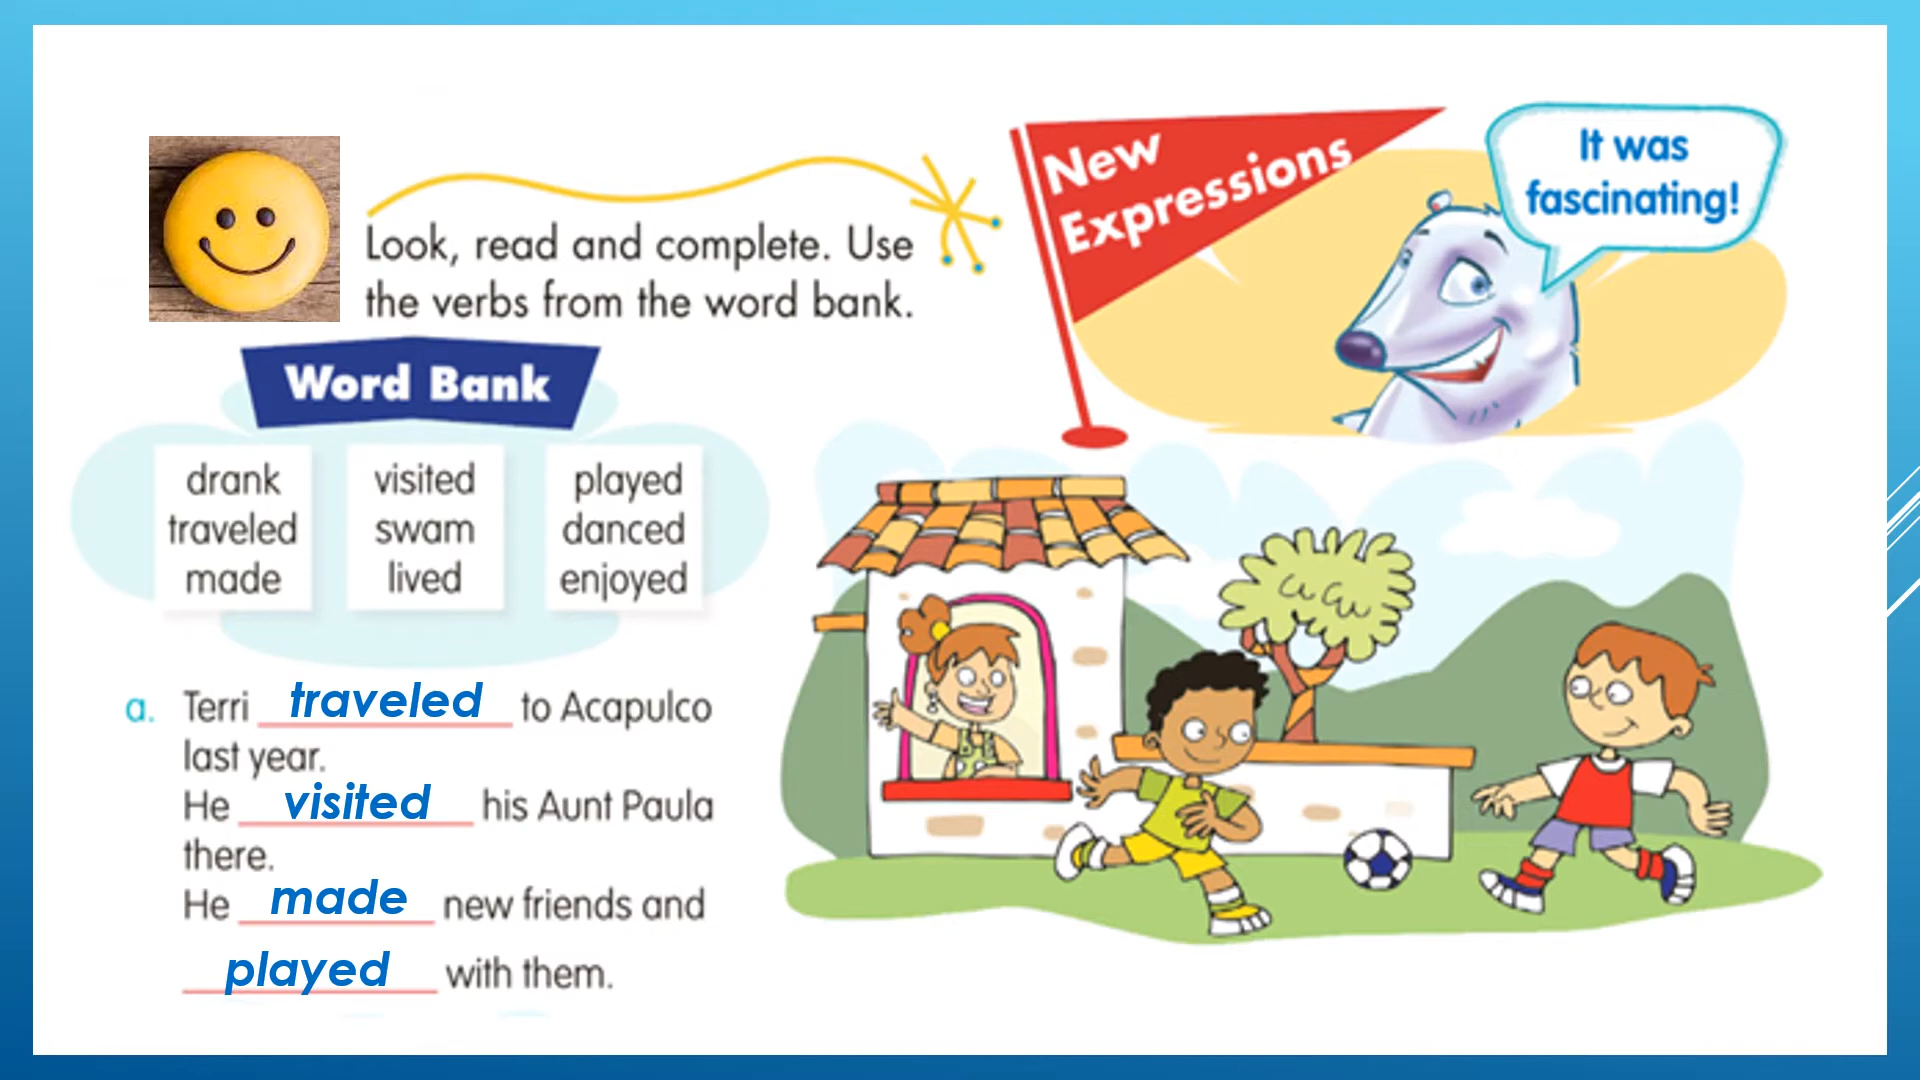 Look, read and complete. Use
the verbs from the word bank.
New
Expressions
It was
fascinating!
Word Bank
drank
traveled
made
visited
swam
lived
played
danced
enjoyed
a. Terri traveled to Acapulco
last year.
He visited his Aunt Paula
there.
He made new friends and
played with them.